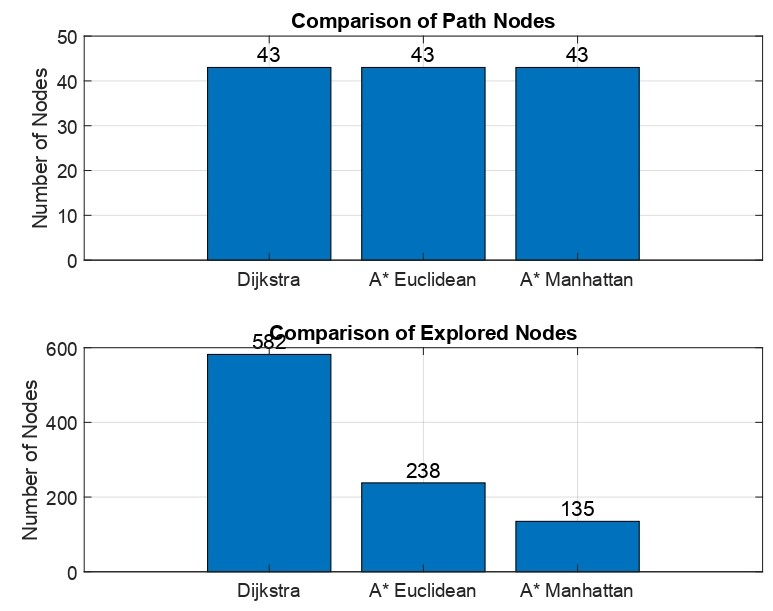 Comparison of Path Nodes
Number of Nodes
50
40
30
20
10
0
43 43 43
Dijkstra A* Euclidean A* Manhattan
Comparison of Explored Nodes
Number of Nodes
600
400
200
0
582
238
135
Dijkstra A* Euclidean A* Manhattan